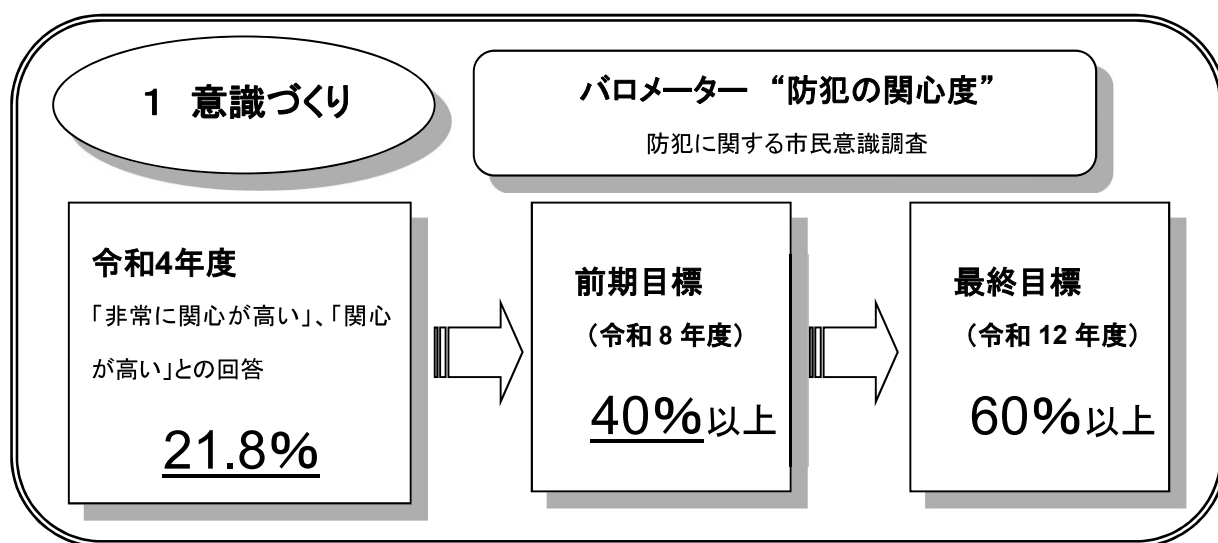 1 意識づくり
バロメーター “防犯の関心度”
防犯に関する市民意識調査
令和4年度
「非常に関心が高い」、「関心
が高い」との回答
21.8%
前期目標
（令和 8 年度）
40%以上
最終目標
（令和 12 年度）
60%以上